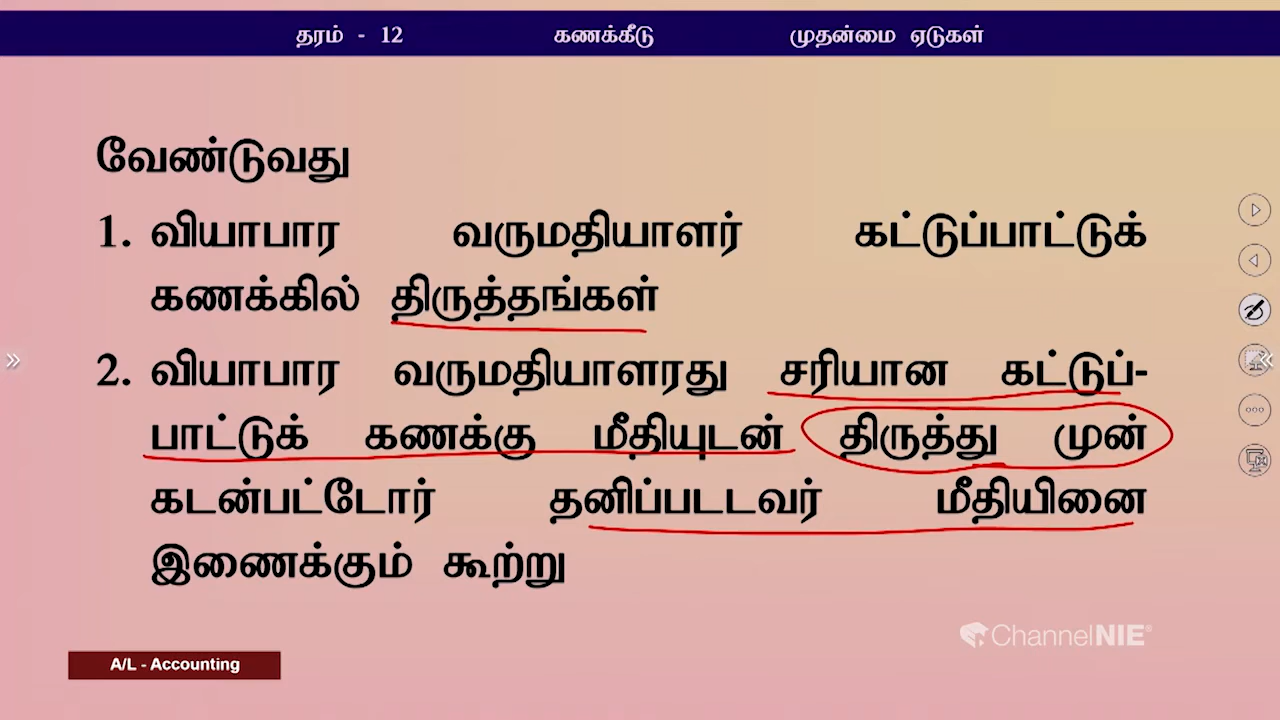 தரம் - 12 கணக்கீடு முதன்மை ஏடுகள்
வேண்டுவது
1. வியாபார வருமதியாளர் கட்டுப்பாட்டுக்
கணக்கில் திருத்தங்கள்
2. வியாபார வருமதியாளரது சரியான கட்டுப்-
பாட்டுக் கணக்கு மீதியுடன் திருத்து முன்
கடன்பட்டோர் தனிப்படடவர் மீதியினை
இணைக்கும் கூற்று
ChannelNIE®
A/L - Accounting